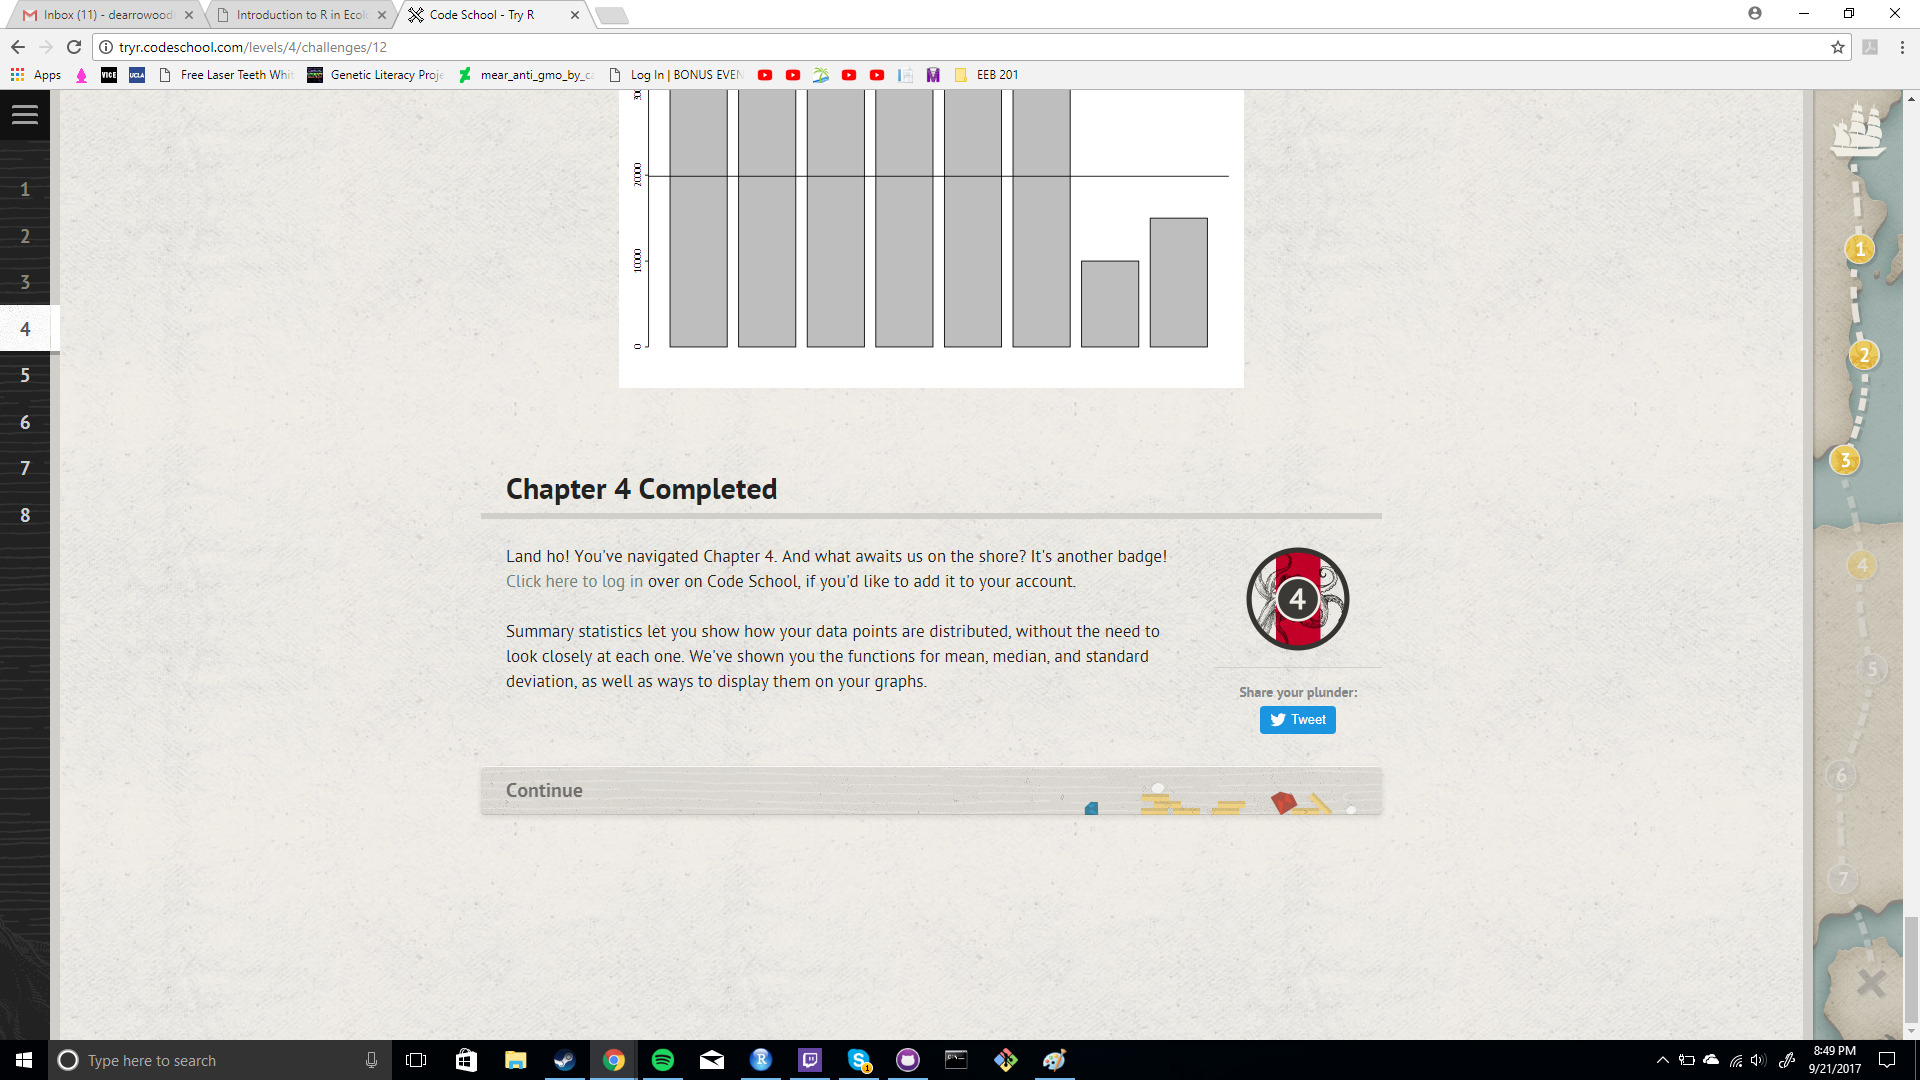 Inbox (11) - dearrowood
Introduction to R in Ecol
Code School - Try R
tryr.codeschool.com/levels/4/challenges/12
Apps
VICE
UCLA
Free Laser Teeth Whit
Genetic Literacy Proje
mear_anti_gmo_by_ca
Log In | BONUS EVEN
EEB 201
1
2
3
4
5
6
7
8
20000
10000
0
Chapter 4 Completed
Land ho! You've navigated Chapter 4. And what awaits us on the shore? It's another badge!
Click here to log in over on Code School, if you'd like to add it to your account.
Summary statistics let you show how your data points are distributed, without the need to
look closely at each one. We've shown you the functions for mean, median, and standard
deviation, as well as ways to display them on your graphs.
4
Share your plunder:
Tweet
Continue
1
2
3
4
5
6
7
Type here to search
8:49 PM
9/21/2017